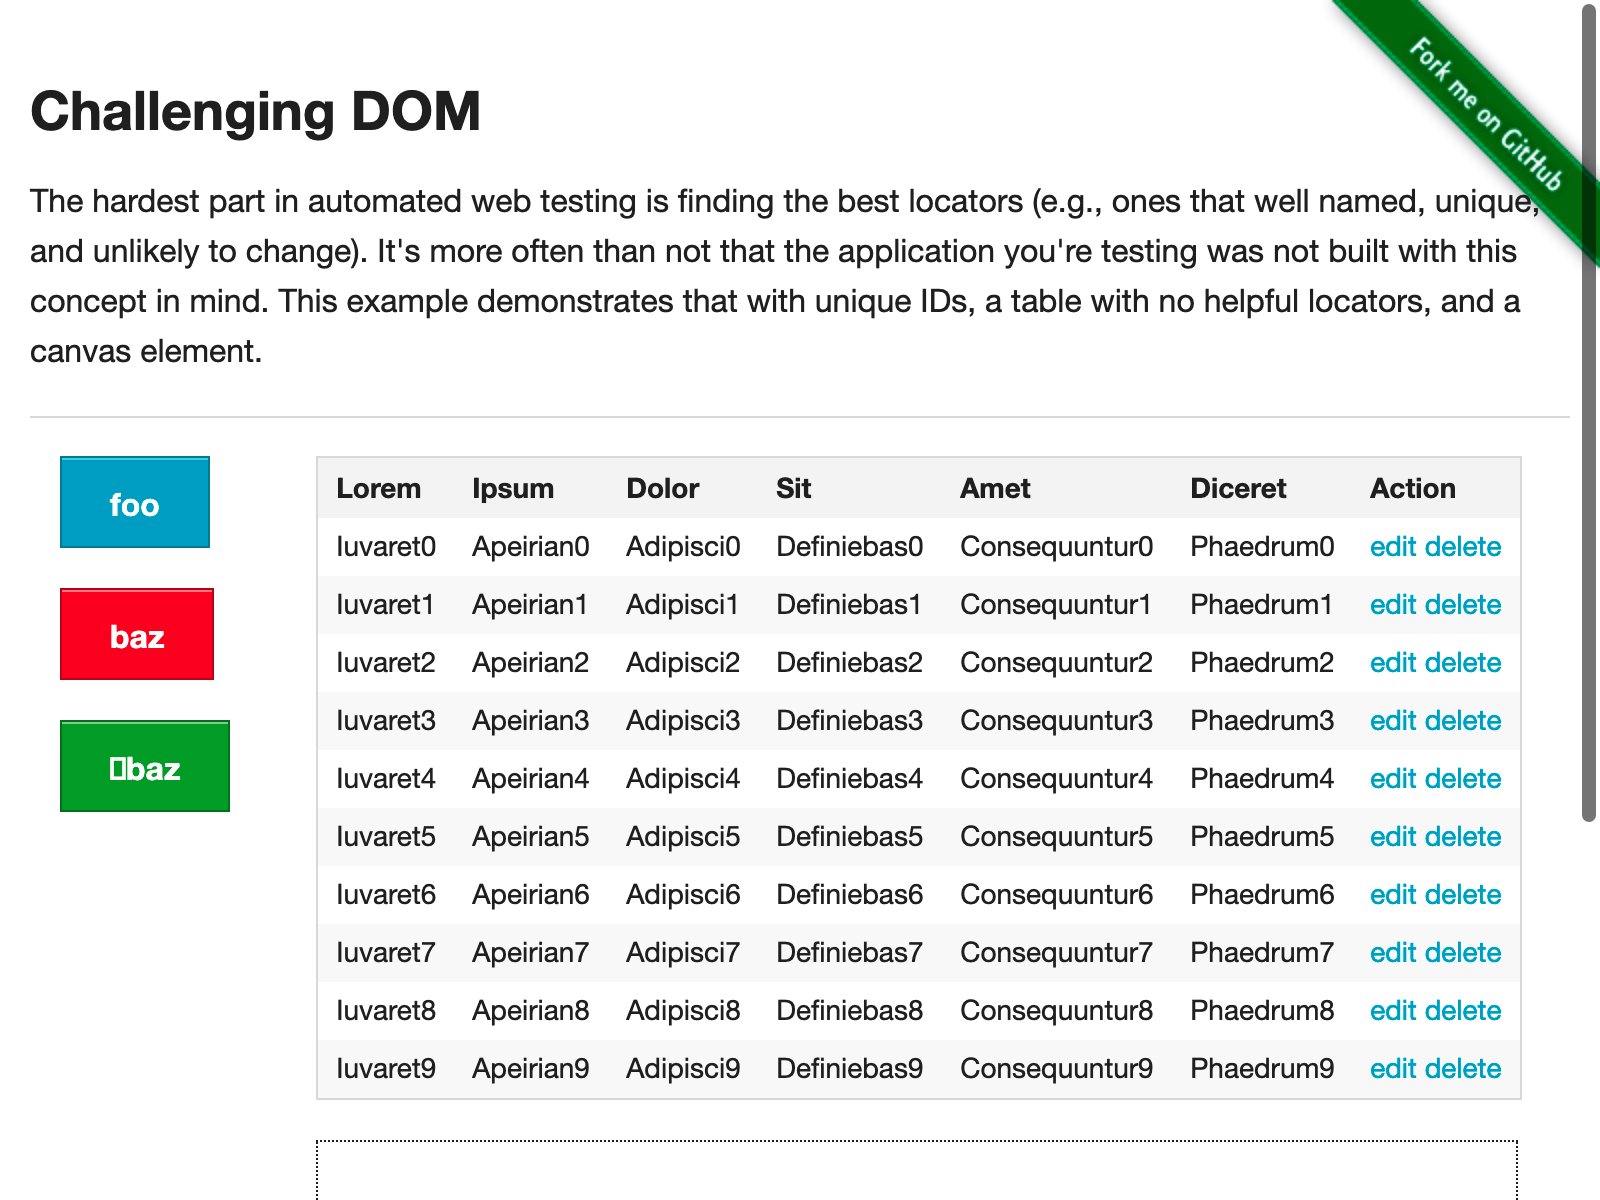 Fork me on GitHub
Challenging DOM
The hardest part in automated web testing is finding the best locators (e.g., ones that well named, unique,
and unlikely to change). It's more often than not that the application you're testing was not built with this
concept in mind. This example demonstrates that with unique IDs, a table with no helpful locators, and a
canvas element.
foo
baz
baz
Lorem Ipsum Dolor Sit Amet Diceret Action
Iuvaret0 Apeirian0 Adipisci0 Definiebas0 Consequuntur0 Phaedrum0 edit delete
Iuvaret1 Apeirian1 Adipisci1 Definiebas1 Consequuntur1 Phaedrum1 edit delete
Iuvaret2 Apeirian2 Adipisci2 Definiebas2 Consequuntur2 Phaedrum2 edit delete
Iuvaret3 Apeirian3 Adipisci3 Definiebas3 Consequuntur3 Phaedrum3 edit delete
Iuvaret4 Apeirian4 Adipisci4 Definiebas4 Consequuntur4 Phaedrum4 edit delete
Iuvaret5 Apeirian5 Adipisci5 Definiebas5 Consequuntur5 Phaedrum5 edit delete
Iuvaret6 Apeirian6 Adipisci6 Definiebas6 Consequuntur6 Phaedrum6 edit delete
Iuvaret7 Apeirian7 Adipisci7 Definiebas7 Consequuntur7 Phaedrum7 edit delete
Iuvaret8 Apeirian8 Adipisci8 Definiebas8 Consequuntur8 Phaedrum8 edit delete
Iuvaret9 Apeirian9 Adipisci9 Definiebas9 Consequuntur9 Phaedrum9 edit delete